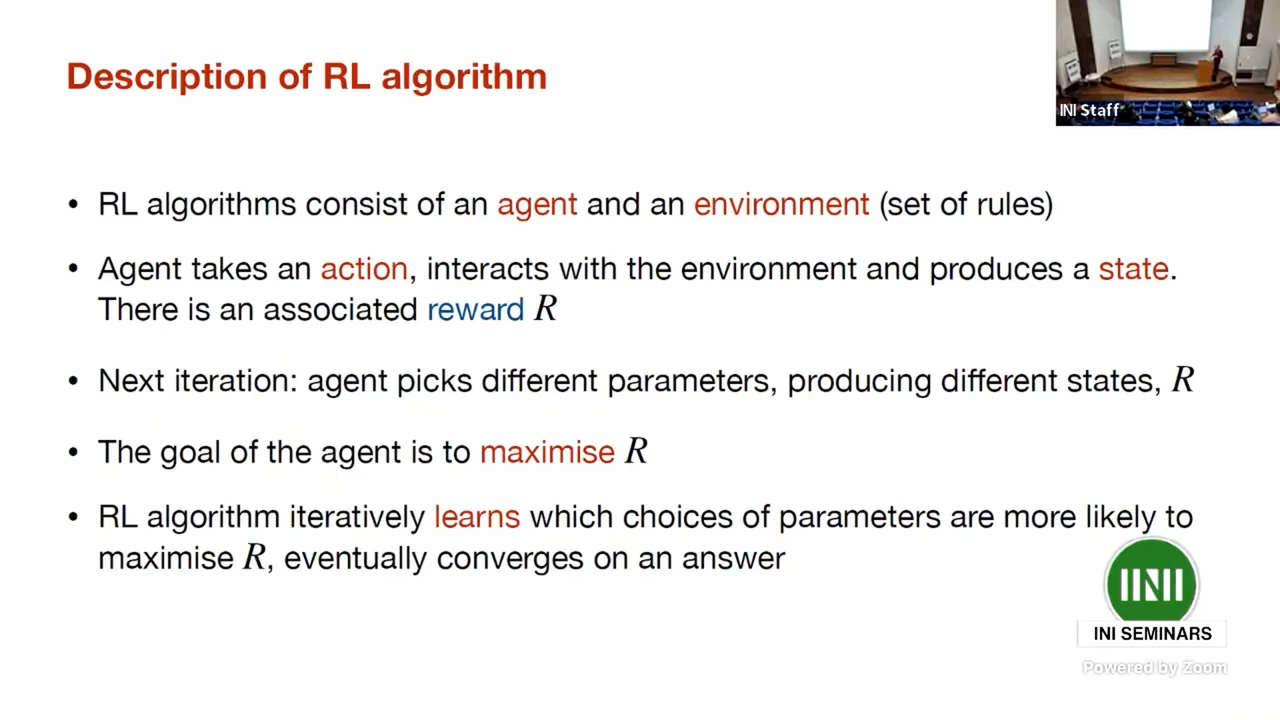 Description of RL algorithm
INI Staff
• RL algorithms consist of an agent and an environment (set of rules)
• Agent takes an action, interacts with the environment and produces a state.
There is an associated reward R
• Next iteration: agent picks different parameters, producing different states, R
• The goal of the agent is to maximise R
• RL algorithm iteratively learns which choices of parameters are more likely to
maximise R, eventually converges on an answer
INI
INI SEMINARS
Powered by Zoom